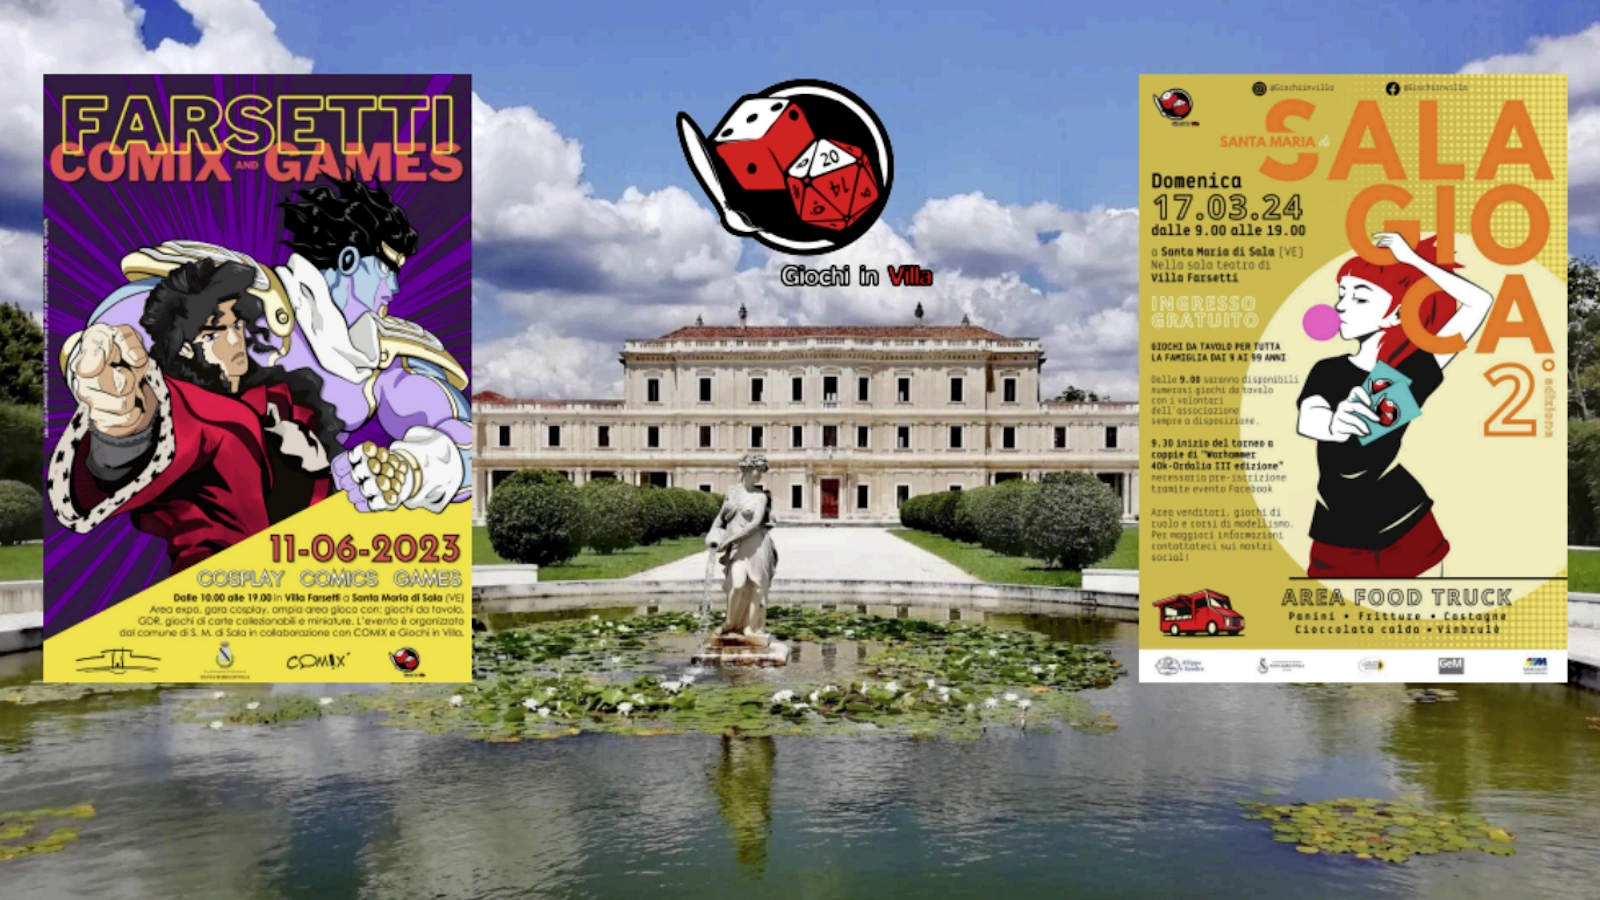 FARSETTI
COMIX AND GAMES
11-06-2023
COSPLAY COMICS GAMES
Dalle 10.00 alle 19.00 in Villa Farsetti a Santa Maria di Sala (VE)
Area expo, gara cosplay, ampia area gioco con: giochi da tavolo,
GDR, giochi di carte collezionabili e miniature. L'evento è organizzato
dal comune di S. M. di Sala in collaborazione con COMIX e Giochi in Villa.
COMIX
20
14
Giochi in Villa
@Giochiinvilla
@Giochiinvilla
SANTA MARIA di
SALA
GIO
CA
2°
edizione
Domenica
17.03.24
dalle 9.00 alle 19.00
a Santa Maria di Sala (VE)
Nella sala teatro di
Villa Farsetti
INGRESSO
GRATUITO
GIOCHI DA TAVOLO PER TUTTA
LA FAMIGLIA DAI 9 AI 99 ANNI
Dalle 9.00 saranno disponibili
numerosi giochi da tavolo
con i volontari
dell'associazione
sempre a disposizione.
9.30 inizio del torneo a
coppie di "Warhammer
40k-Ordalia III edizione"
necessaria pre-iscrizione
tramite evento Facebook
Area venditori, giochi di
ruolo e corsi di modellismo.
Per maggiori informazioni
contattateci sui nostri
social!
AREA FOOD TRUCK
Panini • Fritture • Castagne
Cioccolata calda • Vinbrulè
GeM